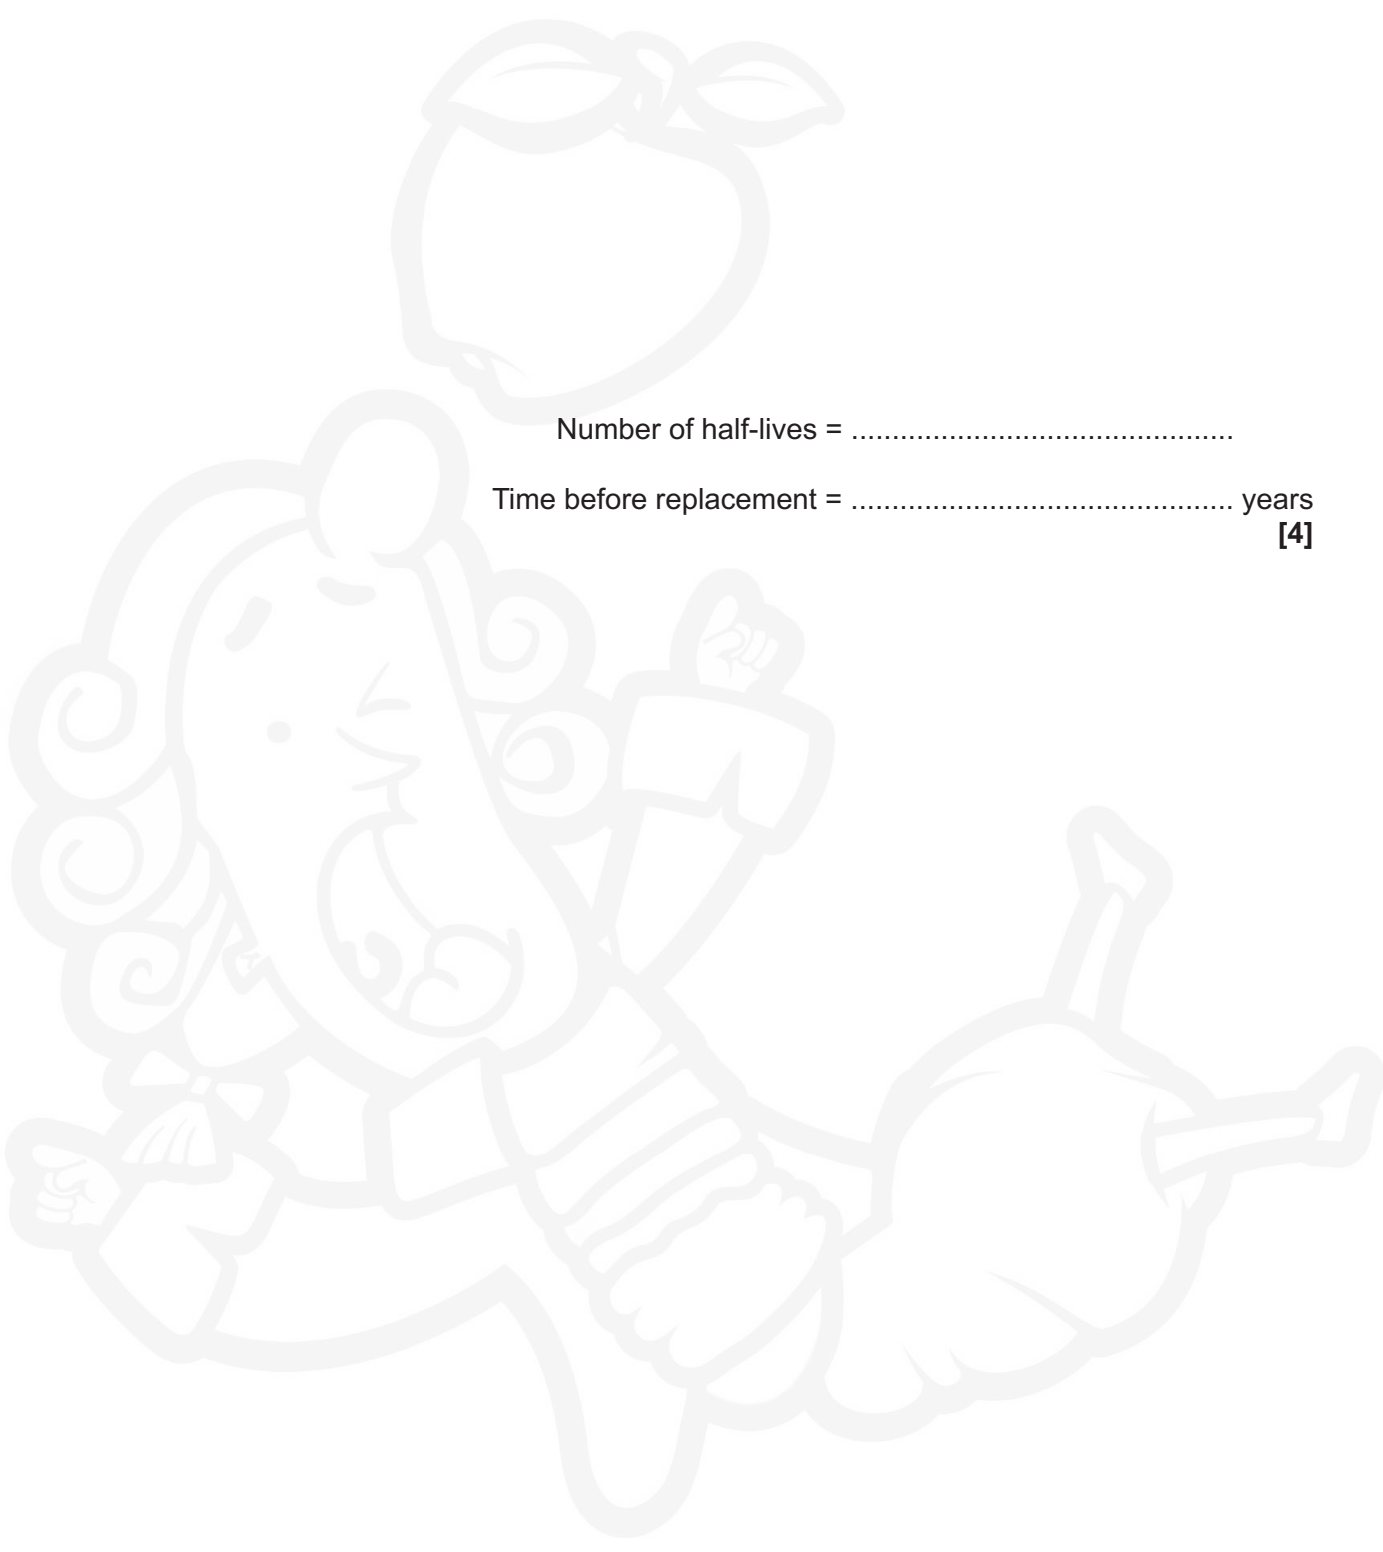 Number of half-lives = ...............................................
Time before replacement = ............................................... years
[4]